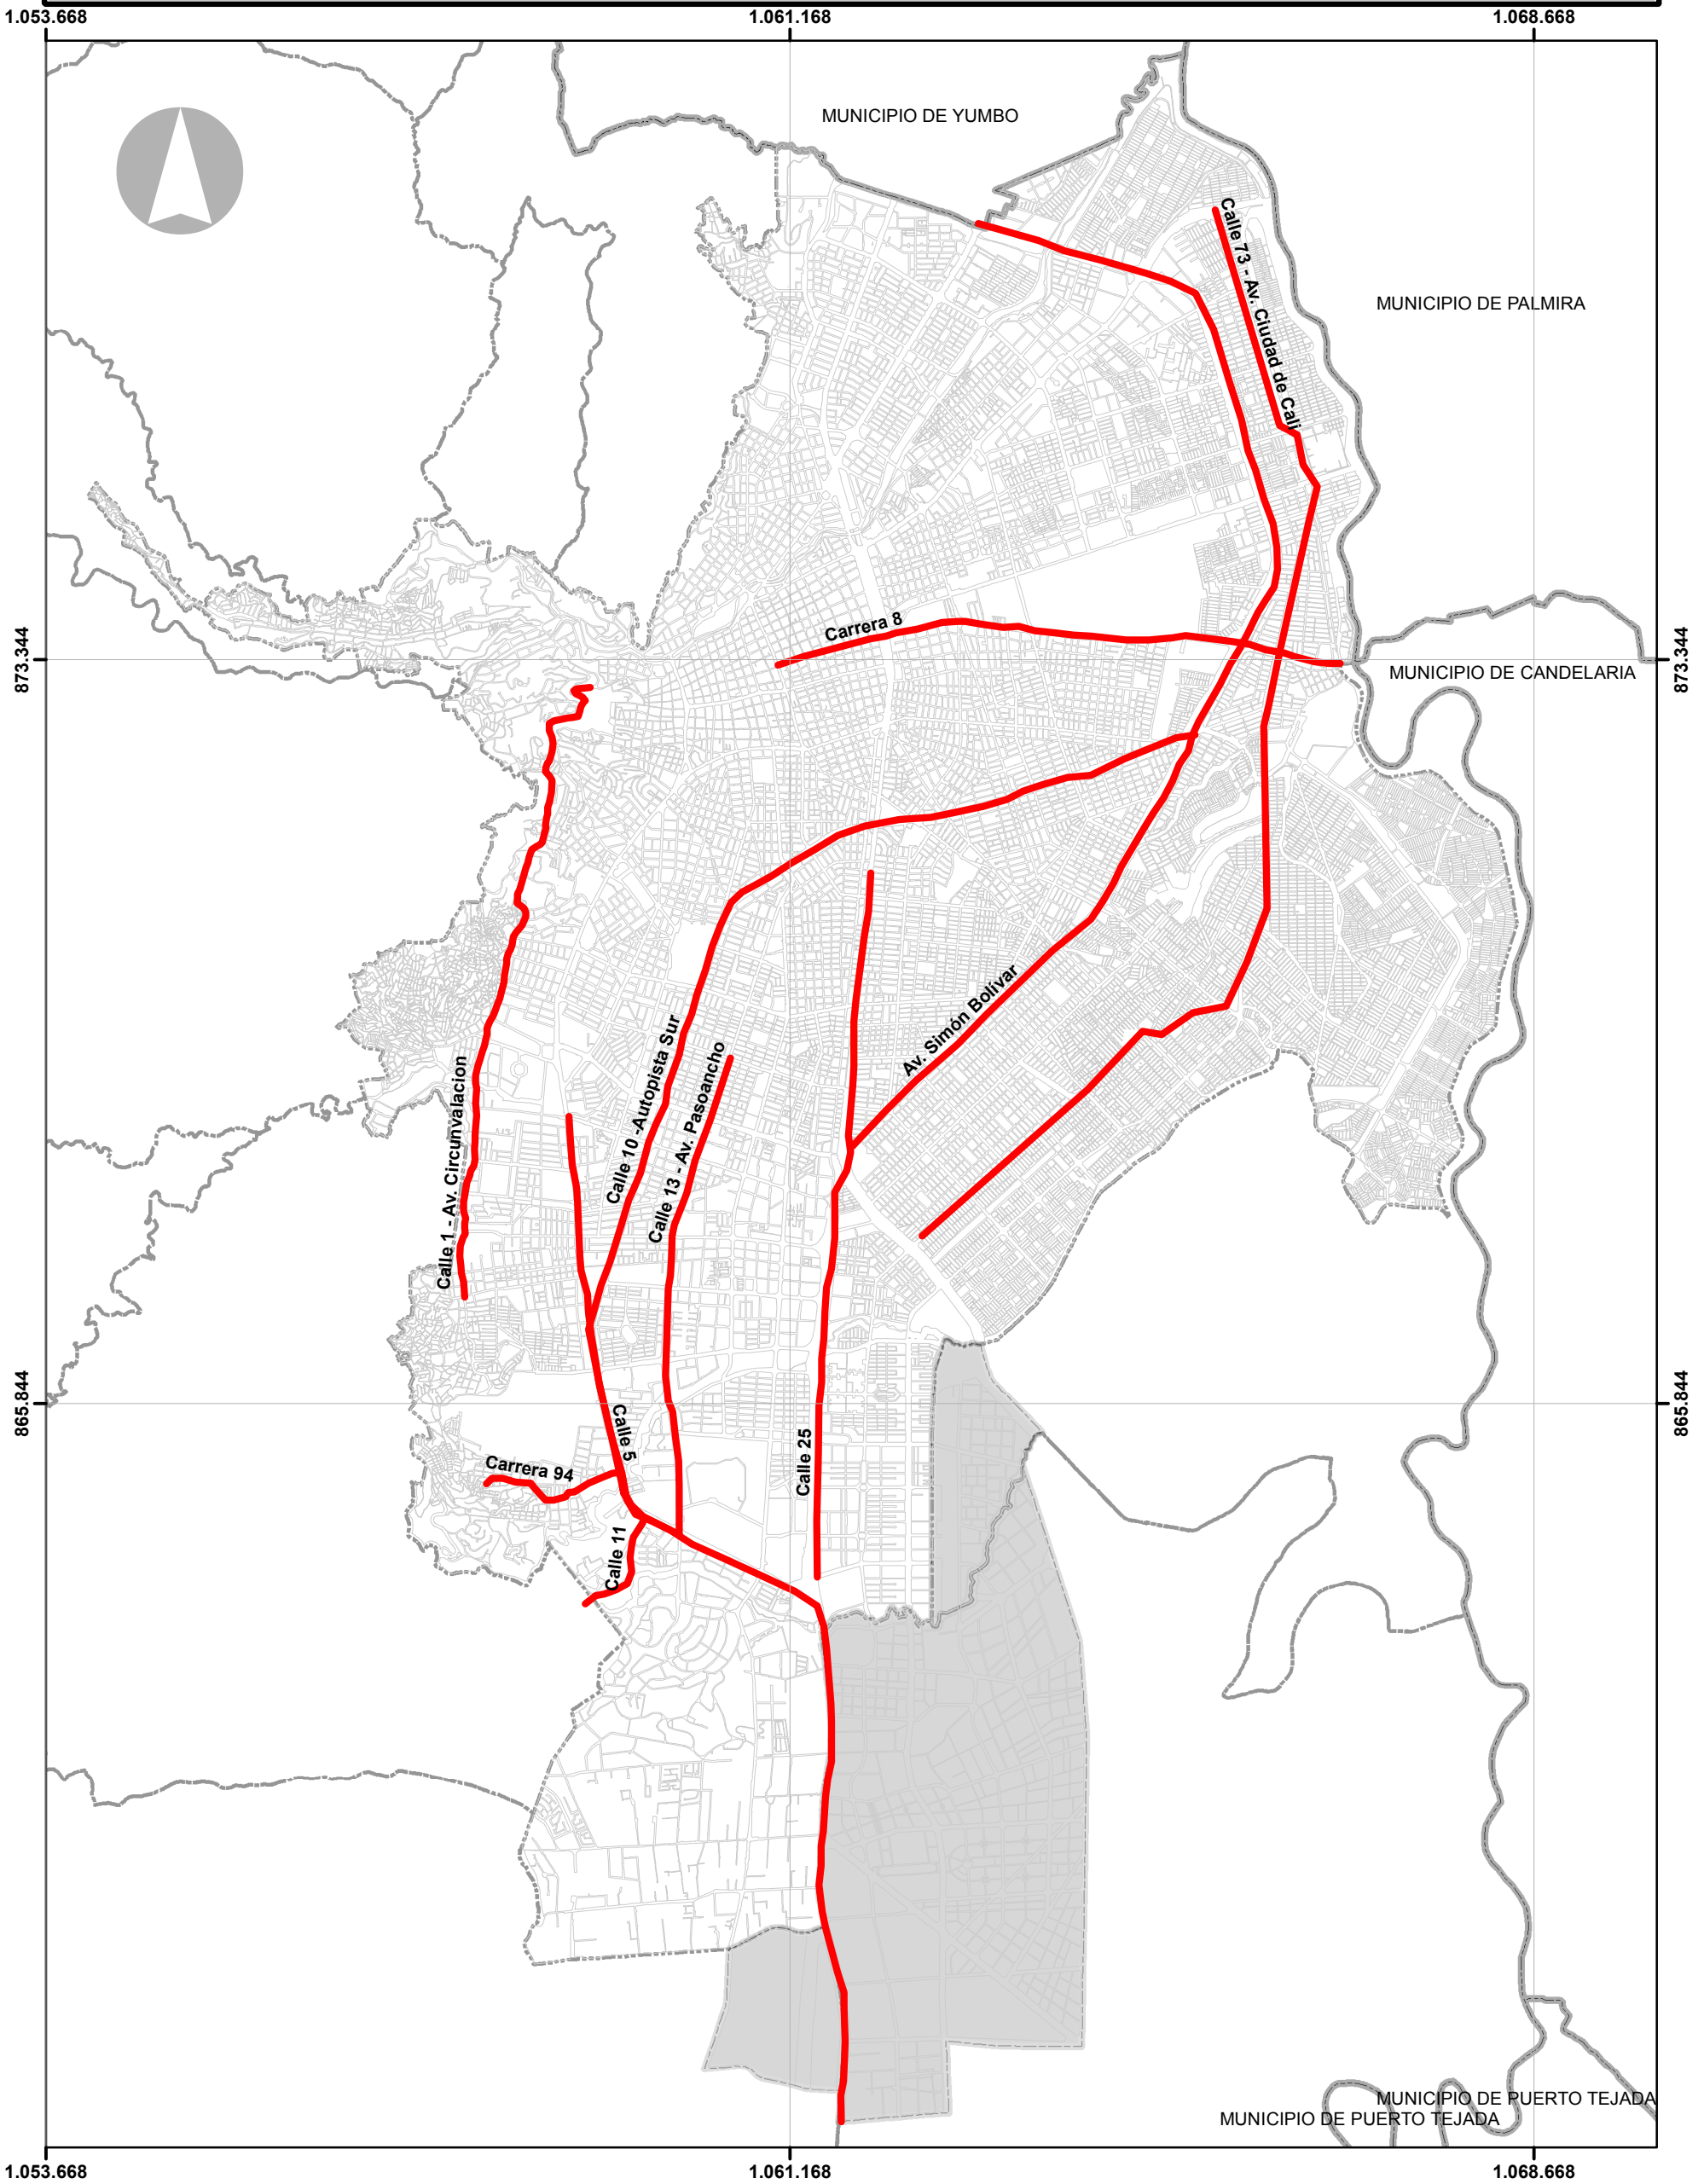 1.053.668
1.061.168
1.068.668
MUNICIPIO DE YUMBO
Calle 73 - Av. Ciudad de Cali
MUNICIPIO DE PALMIRA
Carrera 8
873.344
873.344
MUNICIPIO DE CANDELARIA
Av. Simón Bolívar
Calle 10 -Autopista Sur
Calle 13 - Av. Pasoancho
Calle 1 - Av. Circunvalacion
865.844
865.844
Calle 5
Calle 25
Carrera 94
Calle 11
MUNICIPIO DE PUERTO TEJADA
MUNICIPIO DE PUERTO TEJADA
1.053.668
1.061.168
1.068.668